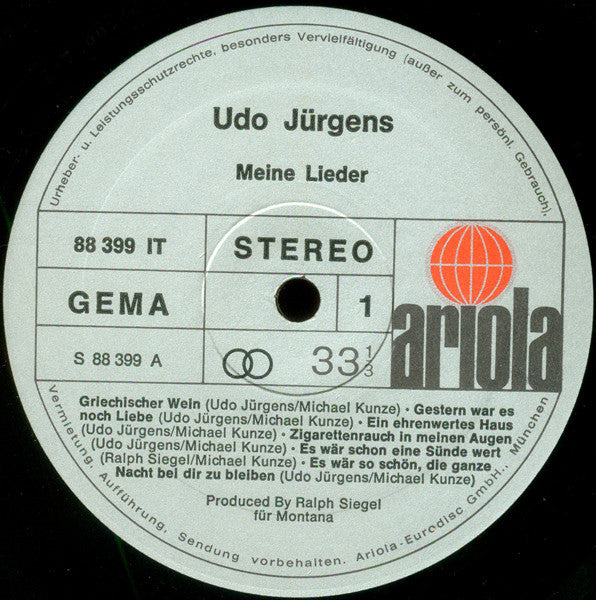 Urheber- u. Leistungsschutzrechte, besonders Vervielfältigung (außer zum persönl. Gebrauch).
Udo Jürgens
Meine Lieder
88 399 IT
STEREO
GEMA
1
ariola
S 88 399 A
33 1/3
Griechischer Wein (Udo Jürgens/Michael Kunze) · Gestern war es
noch Liebe (Udo Jürgens/Michael Kunze) · Ein ehrenwertes Haus
(Udo Jürgens/Michael Kunze) · Zigarettenrauch in meinen Augen
(Udo Jürgens/Michael Kunze) · Es wär schon eine Sünde wert
(Ralph Siegel/Michael Kunze) · Es wär so schön, die ganze
Nacht bei dir zu bleiben (Udo Jürgens/Michael Kunze)
Produced By Ralph Siegel
für Montana
Vermietung, Aufführung, Sendung vorbehalten. Ariola-Eurodisc GmbH., München